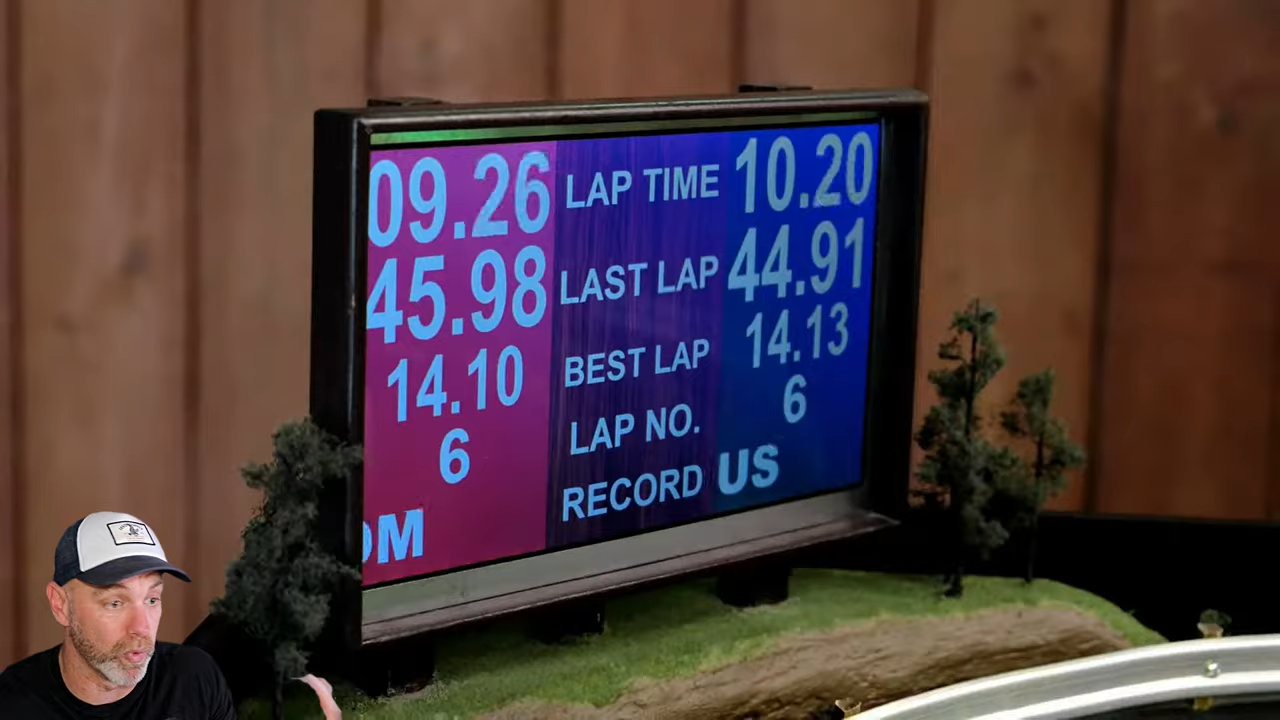 09.26 LAP TIME 10.20
45.98 LAST LAP 44.91
14.10 BEST LAP 14.13
6 LAP NO. 6
RECORD US